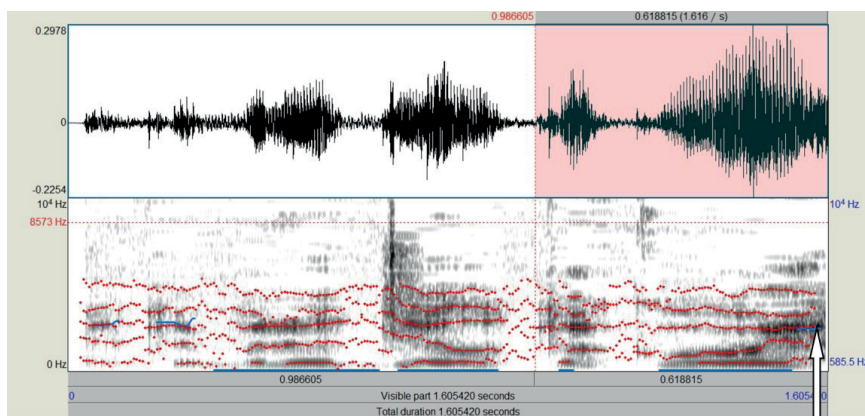 0.986605 0.618815 (1.616 / s)
0.2978
0
-0.2254
10⁴ Hz 10⁴ Hz
8573 Hz
0 Hz 585.5 Hz
0.986605 0.618815
0 Visible part 1.605420 seconds
Total duration 1.605420 seconds